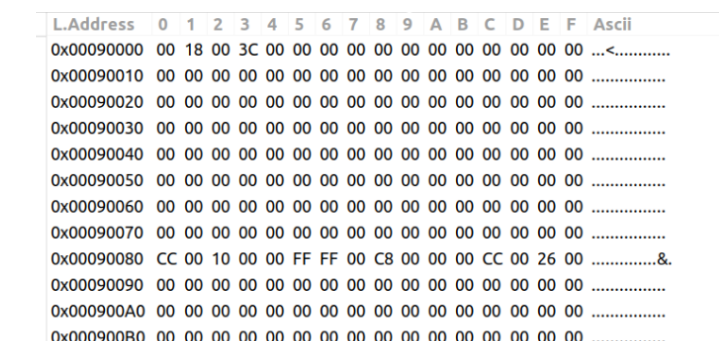 L.Address 0 1 2 3 4 5 6 7 8 9 A B C D E F Ascii
0x00090000 00 18 00 3C 00 00 00 00 00 00 00 00 00 00 00 00 ...<............
0x00090010 00 00 00 00 00 00 00 00 00 00 00 00 00 00 00 00 ................
0x00090020 00 00 00 00 00 00 00 00 00 00 00 00 00 00 00 00 ................
0x00090030 00 00 00 00 00 00 00 00 00 00 00 00 00 00 00 00 ................
0x00090040 00 00 00 00 00 00 00 00 00 00 00 00 00 00 00 00 ................
0x00090050 00 00 00 00 00 00 00 00 00 00 00 00 00 00 00 00 ................
0x00090060 00 00 00 00 00 00 00 00 00 00 00 00 00 00 00 00 ................
0x00090070 00 00 00 00 00 00 00 00 00 00 00 00 00 00 00 00 ................
0x00090080 CC 00 10 00 00 FF FF 00 C8 00 00 00 CC 00 26 00 ..............&.
0x00090090 00 00 00 00 00 00 00 00 00 00 00 00 00 00 00 00 ................
0x000900A0 00 00 00 00 00 00 00 00 00 00 00 00 00 00 00 00 ................
0x000900B0 00 00 00 00 00 00 00 00 00 00 00 00 00 00 00 00 ................